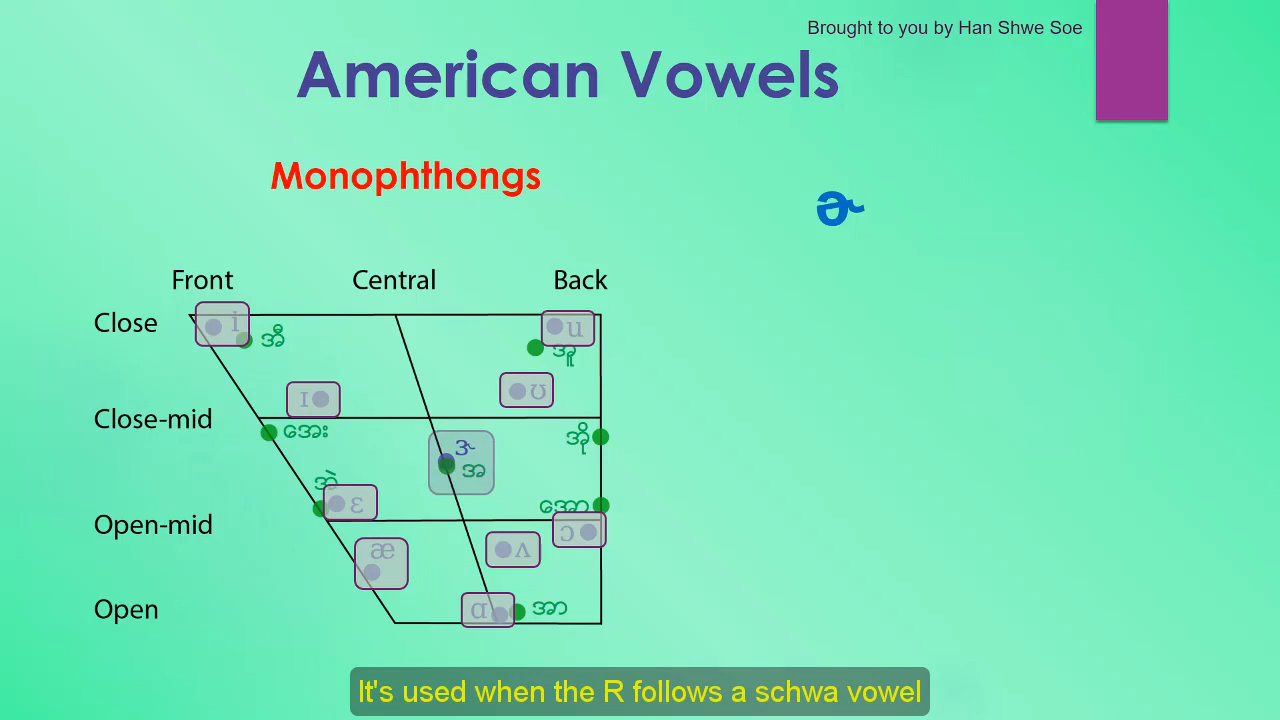 Brought to you by Han Shwe Soe
American Vowels
Monophthongs
ɚ
Front Central Back
Close i အီ u အူ
ɪ ʊ
Close-mid အေး အို
ɝ အ
အဲ ɛ အော
Open-mid ɔ
æ ʌ
Open ɑ အာ
It's used when the R follows a schwa vowel